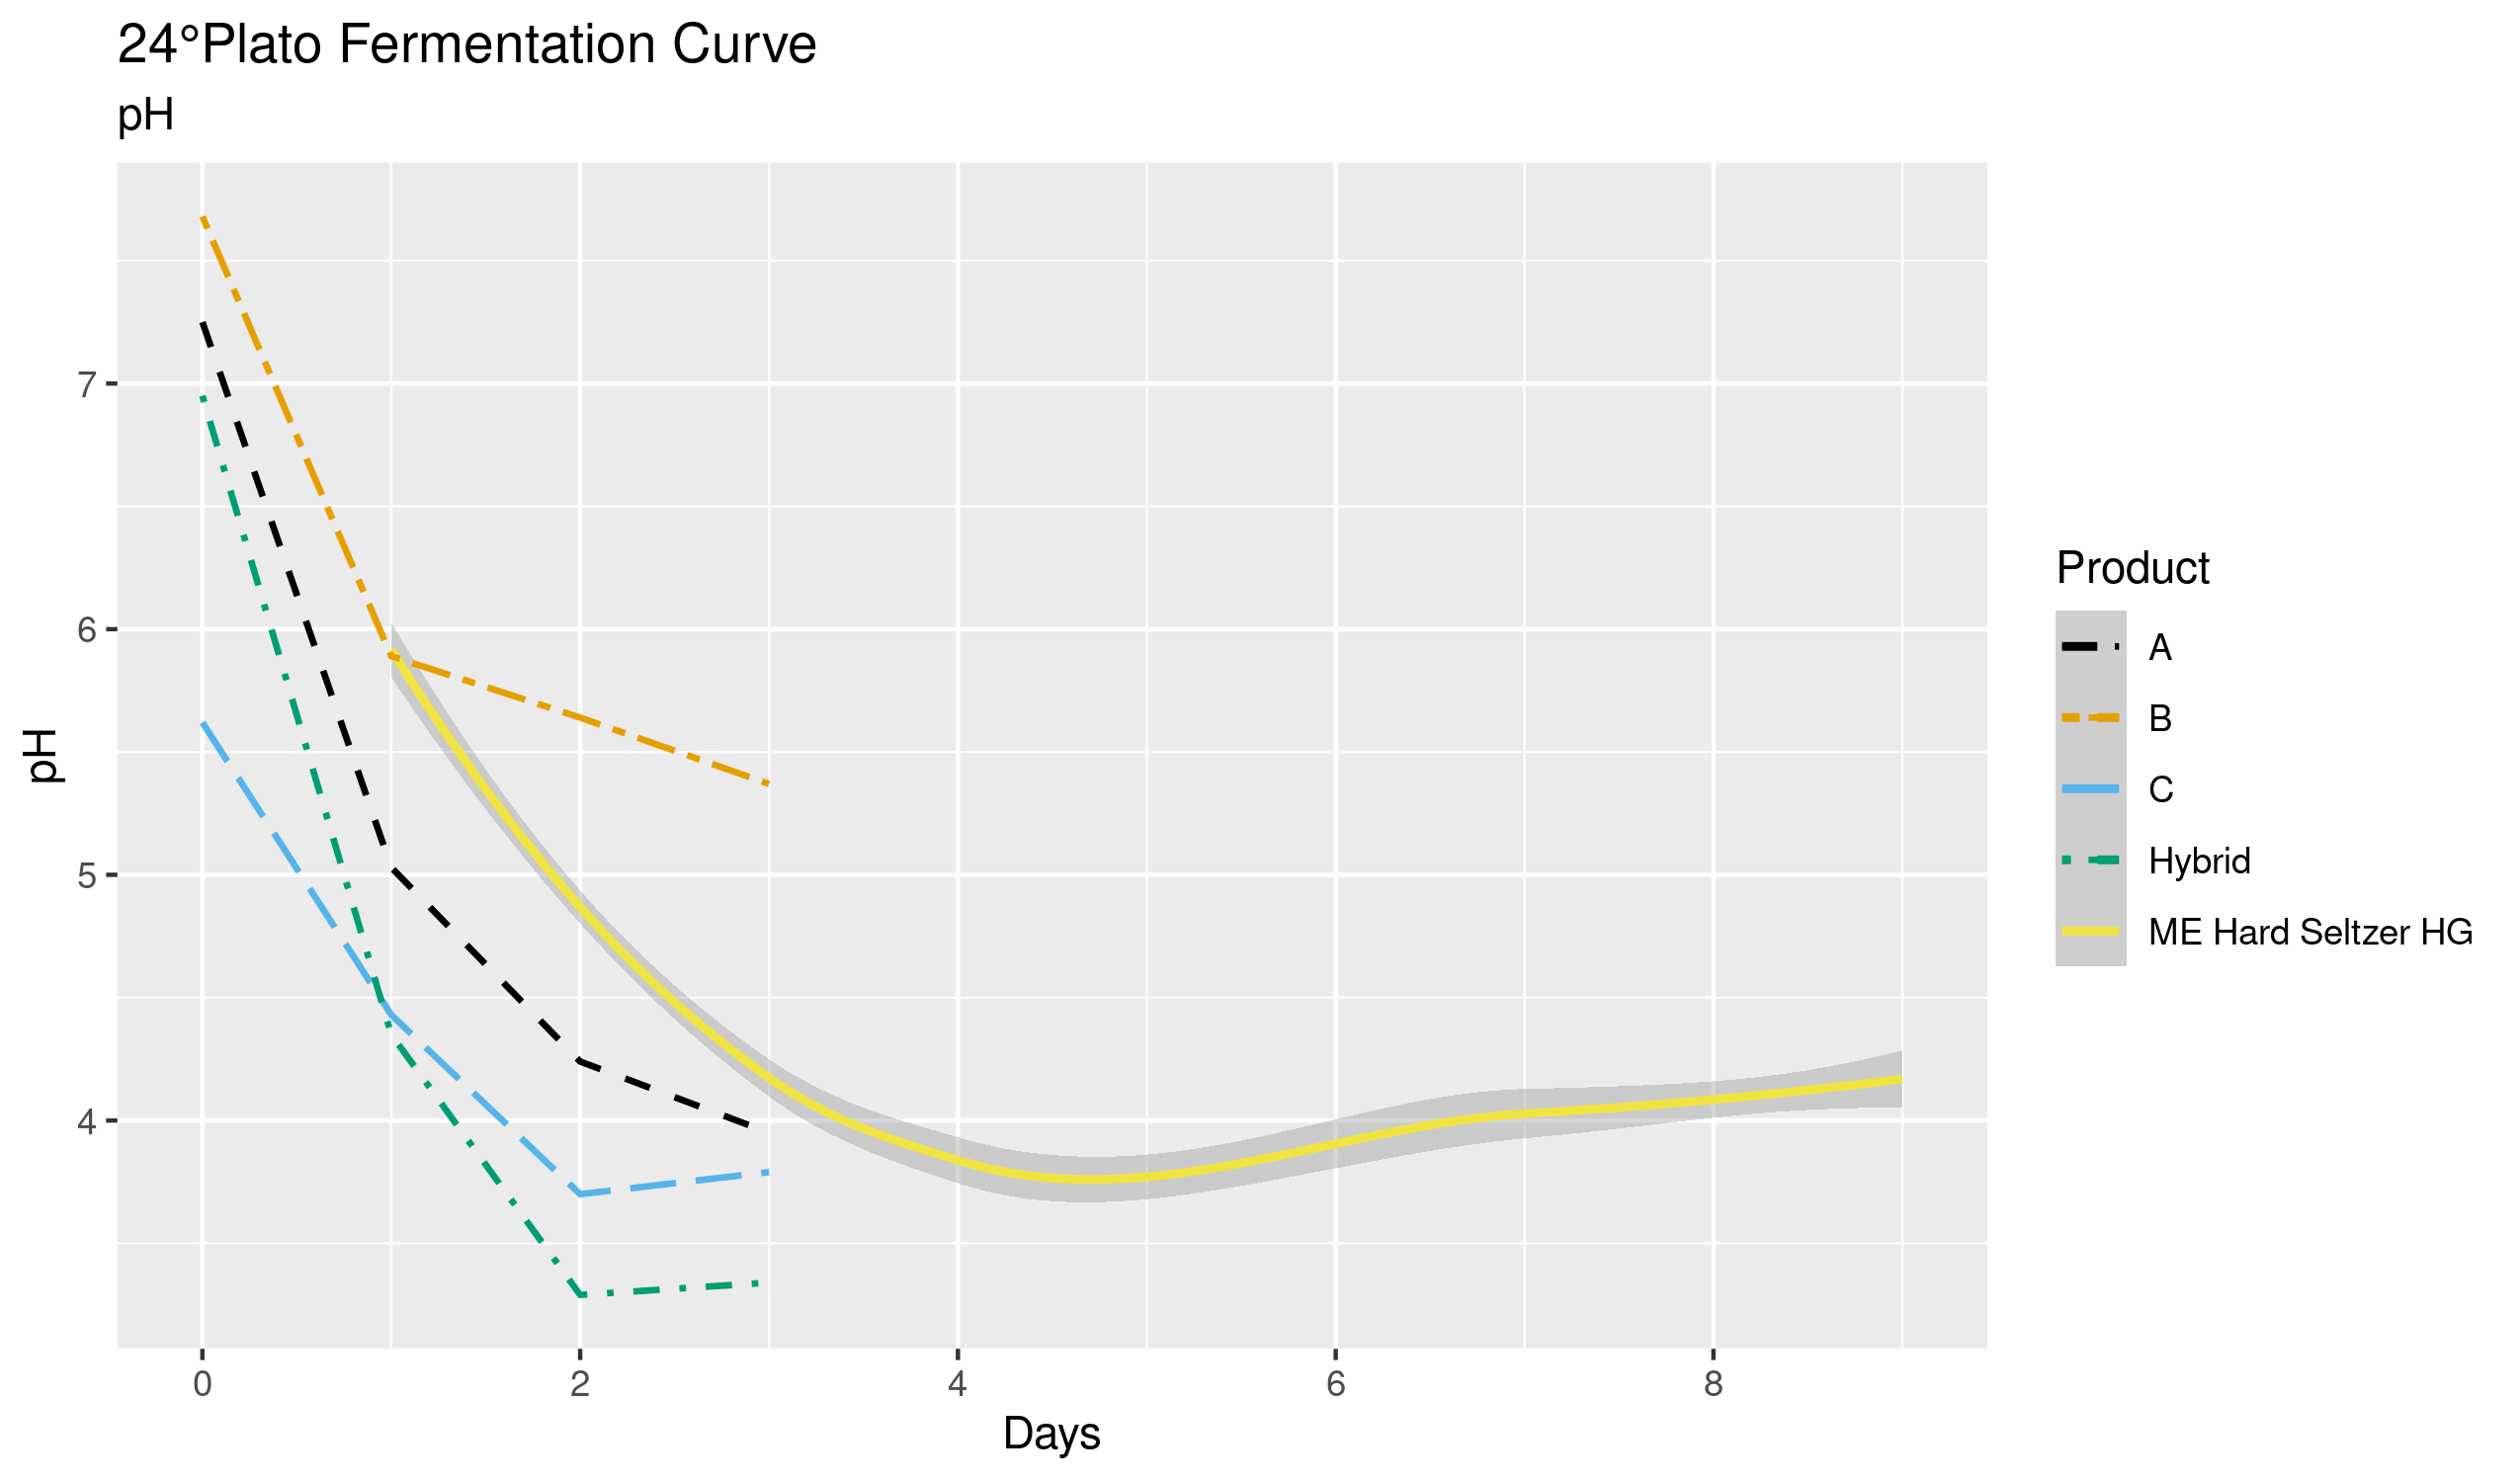 24°Plato Fermentation Curve
pH
pH
7
6
5
4
0 2 4 6 8
Days
Product
A
B
C
Hybrid
ME Hard Seltzer HG